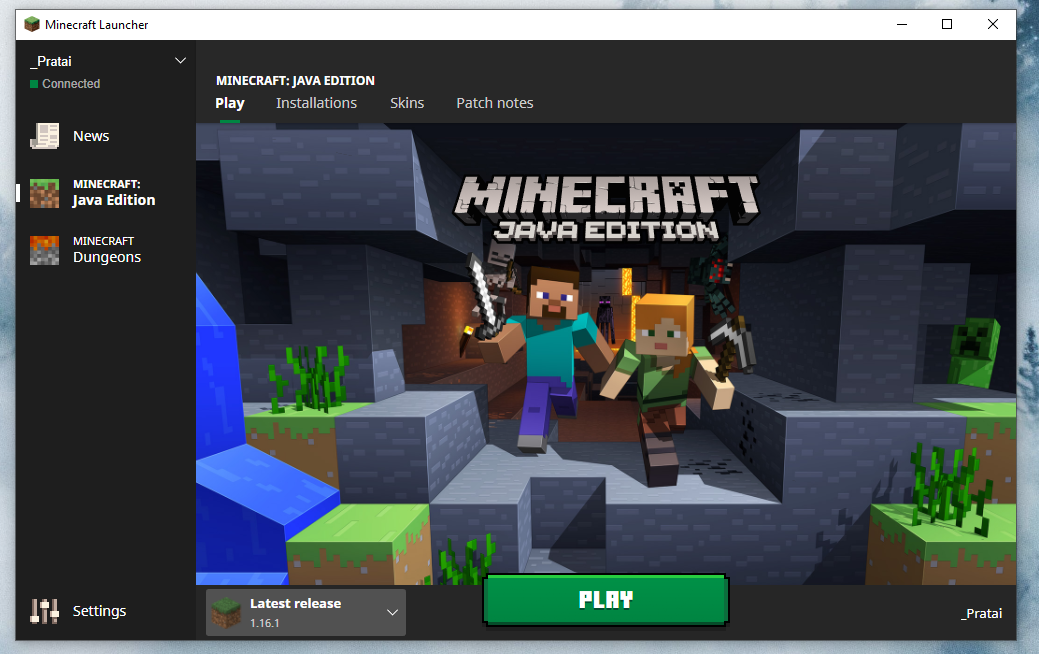 Minecraft Launcher
_Pratai
Connected
News
MINECRAFT:
Java Edition
MINECRAFT
Dungeons
Settings
MINECRAFT: JAVA EDITION
Play Installations Skins Patch notes
MINECRAFT
JAVA EDITION
Latest release
1.16.1
PLAY
_Pratai